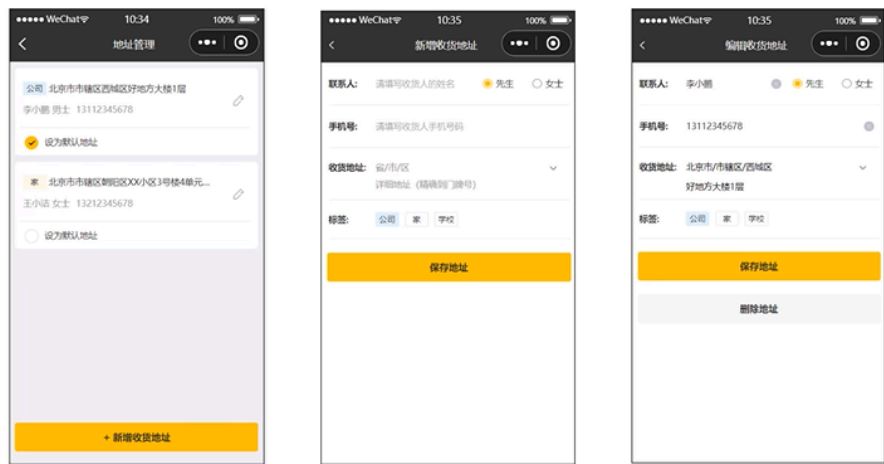 ●●●●● WeChat 10:34 100%
地址管理
公司 北京市市辖区西城区好地方大楼1层
李小鹏 男士 13112345678
设为默认地址
家 北京市市辖区朝阳区XX小区3号楼4单元...
王小洁 女士 13212345678
设为默认地址
+ 新增收货地址
●●●●● WeChat 10:35 100%
新增收货地址
联系人: 请填写收货人的姓名 先生 女士
手机号: 请填写收货人手机号码
收货地址: 省/市/区
详细地址 (精确到门牌号)
标签: 公司 家 学校
保存地址
●●●●● WeChat 10:35 100%
编辑收货地址
联系人: 李小鹏 先生 女士
手机号: 13112345678
收货地址: 北京市/市辖区/西城区
好地方大楼1层
标签: 公司 家 学校
保存地址
删除地址